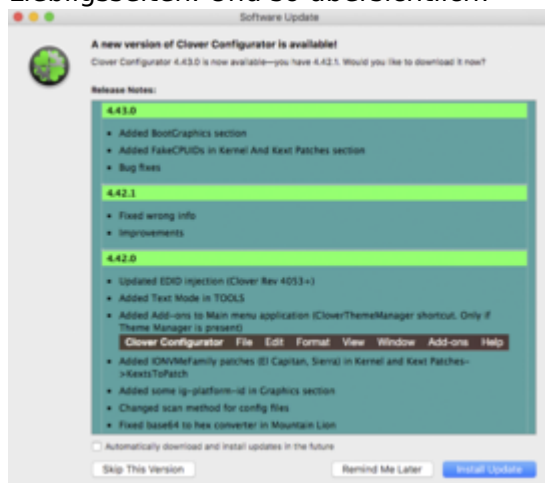 Software Update
A new version of Clover Configurator is available!
Clover Configurator 4.43.0 is now available—you have 4.42.1. Would you like to download it now?
Release Notes:
4.43.0
• Added BootGraphics section
• Added FakeCPUIDs in Kernel And Kext Patches section
• Bug fixes
4.42.1
• Fixed wrong info
• Improvements
4.42.0
• Updated EDID injection (Clover Rev 4053+)
• Added Text Mode in TOOLS
• Added Add-ons to Main menu application (CloverThemeManager shortcut. Only if
Theme Manager is present)
Clover Configurator File Edit Format View Window Add-ons Help
• Added IONVMeFamily patches (El Capitan, Sierra) in Kernel and Kext Patches-
>KextsToPatch
• Added some ig-platform-id in Graphics section
• Changed scan method for config files
• Fixed base64 to hex converter in Mountain Lion
Automatically download and install updates in the future
Skip This Version
Remind Me Later
Install Update